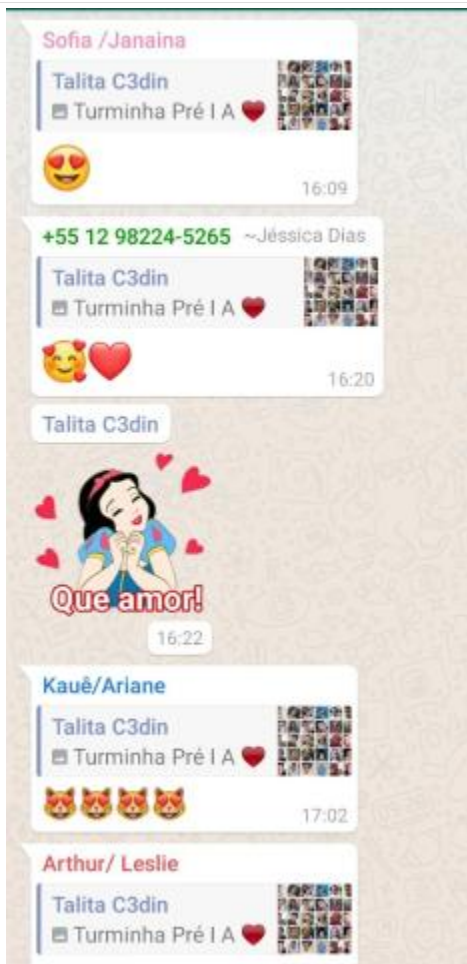 Sofia /Janaina
Talita C3din
Turminha Pré I A ❤
😍
16:09
+55 12 98224-5265 ~Jéssica Dias
Talita C3din
Turminha Pré I A ❤
🥰❤
16:20
Talita C3din
Que amor!
16:22
Kauê/Ariane
Talita C3din
Turminha Pré I A ❤
😻😻😻😻
17:02
Arthur/ Leslie
Talita C3din
Turminha Pré I A ❤